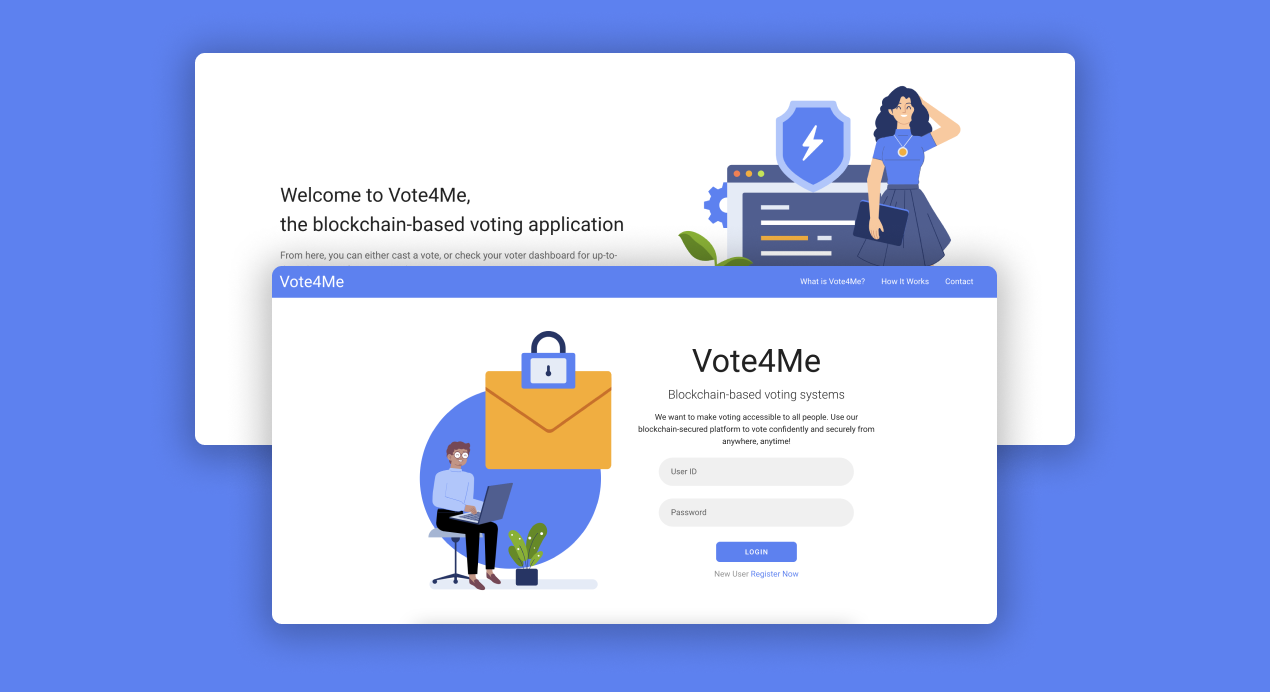 Welcome to Vote4Me,
the blockchain-based voting application
From here, you can either cast a vote, or check your voter dashboard for up-to-
Vote4Me
What is Vote4Me? How It Works Contact
Vote4Me
Blockchain-based voting systems
We want to make voting accessible to all people. Use our
blockchain-secured platform to vote confidently and securely from
anywhere, anytime!
User ID
Password
LOGIN
New User Register Now